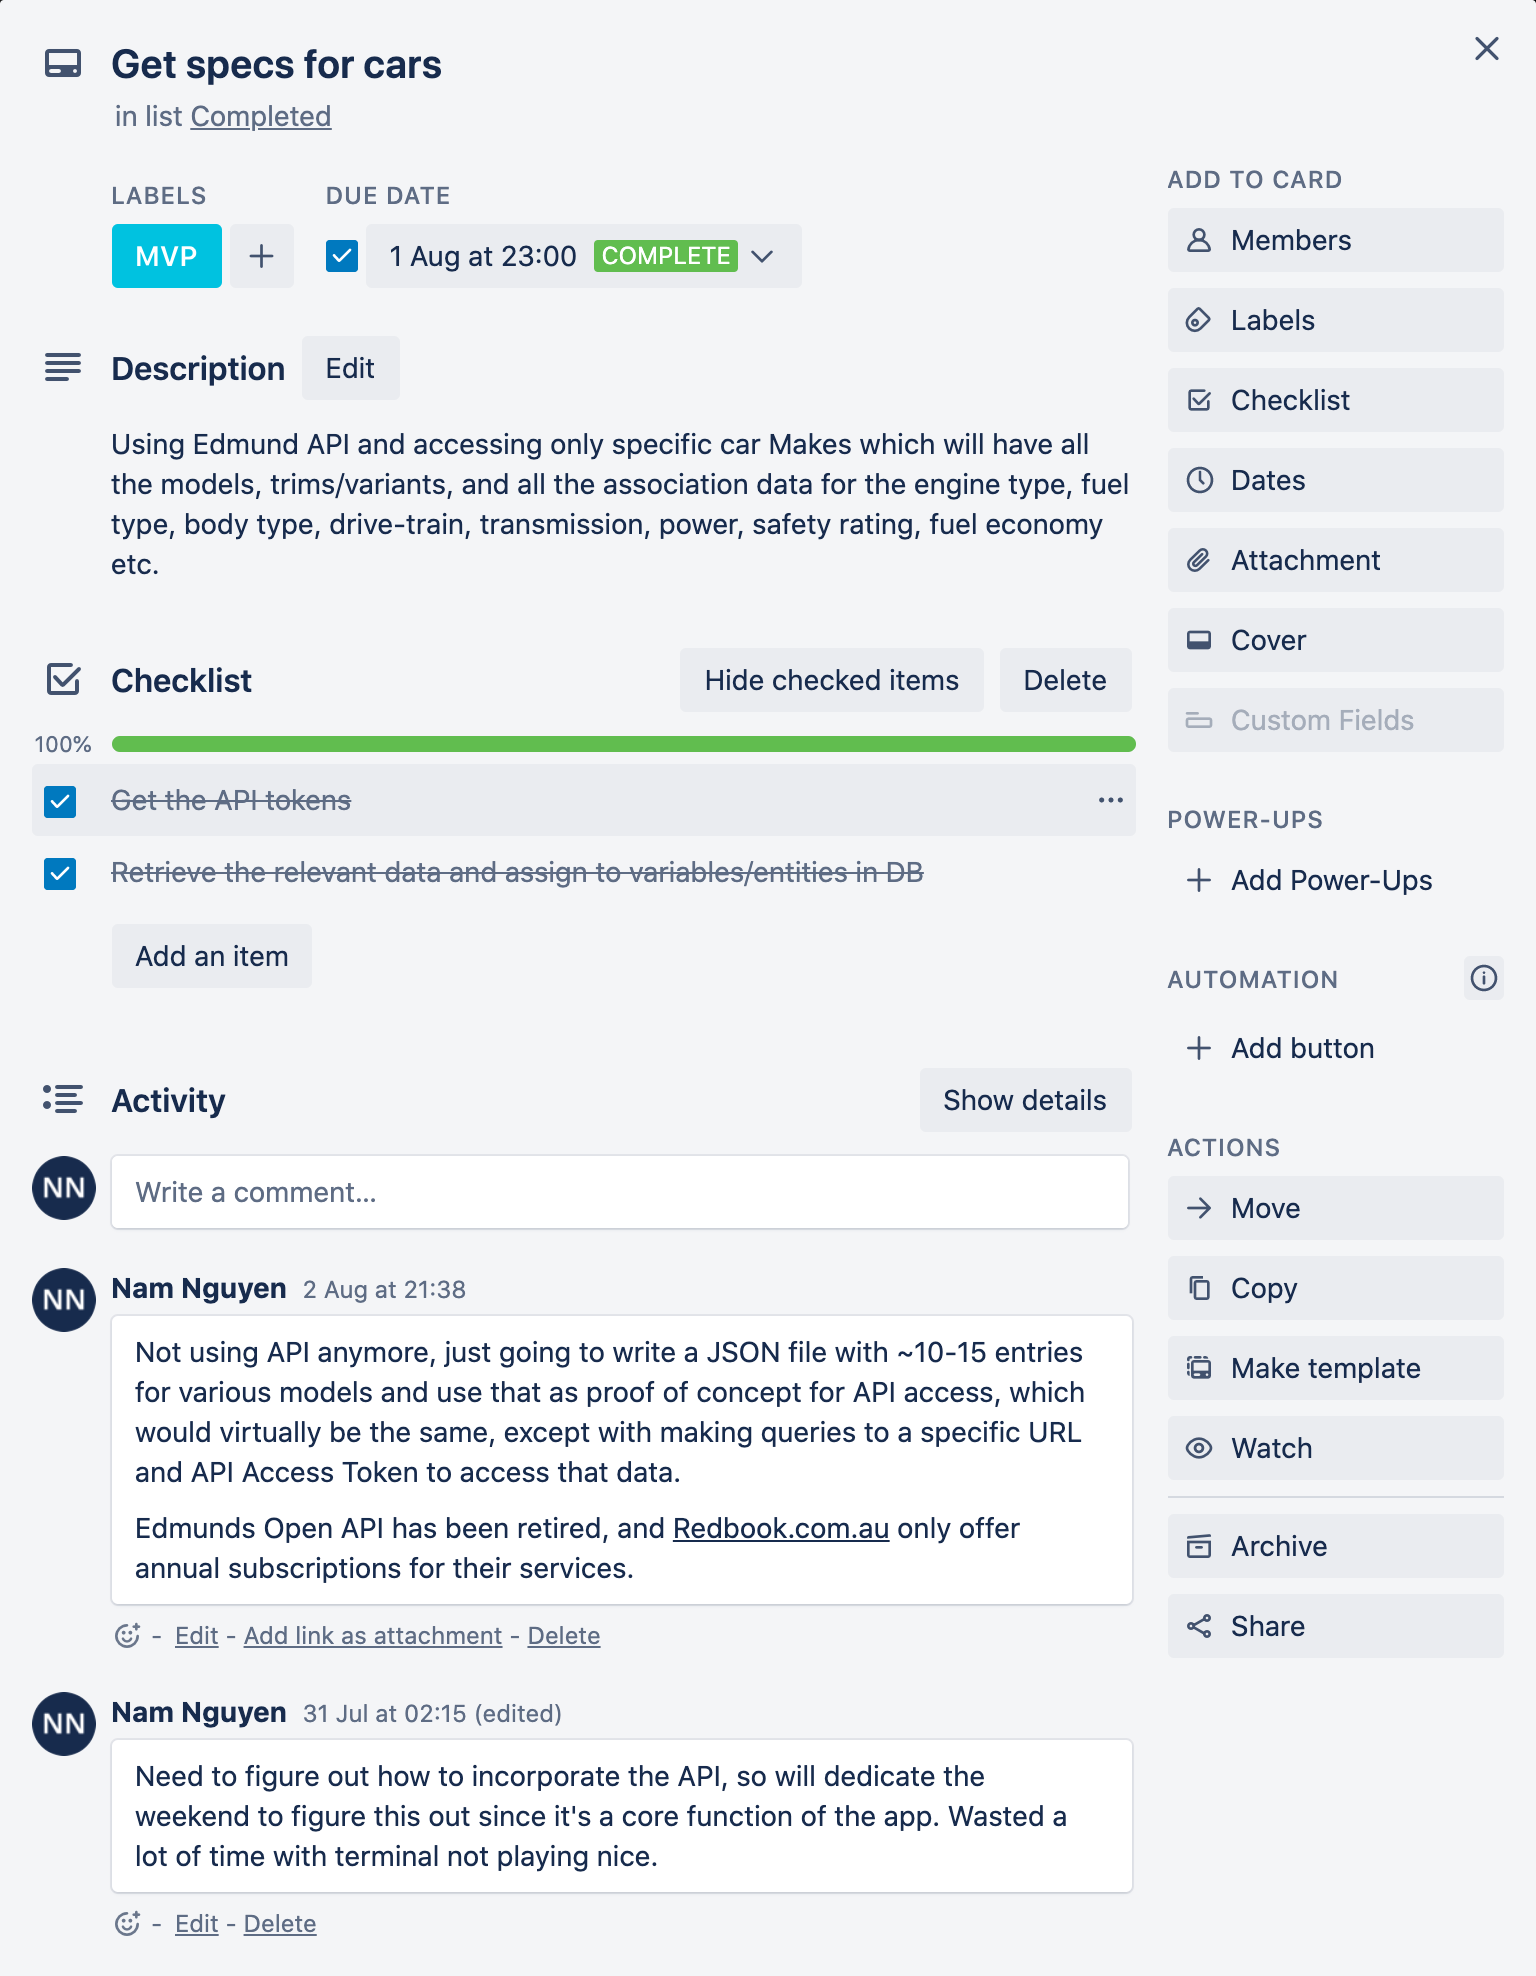 Get specs for cars
in list Completed
LABELS
DUE DATE
MVP
1 Aug at 23:00 COMPLETE
Description
Edit
Using Edmund API and accessing only specific car Makes which will have all
the models, trims/variants, and all the association data for the engine type, fuel
type, body type, drive-train, transmission, power, safety rating, fuel economy
etc.
Checklist
Hide checked items
Delete
100%
Get the API tokens
Retrieve the relevant data and assign to variables/entities in DB
Add an item
Activity
Show details
NN
Write a comment...
NN
Nam Nguyen 2 Aug at 21:38
Not using API anymore, just going to write a JSON file with ~10-15 entries
for various models and use that as proof of concept for API access, which
would virtually be the same, except with making queries to a specific URL
and API Access Token to access that data.
Edmunds Open API has been retired, and Redbook.com.au only offer
annual subscriptions for their services.
- Edit - Add link as attachment - Delete
NN
Nam Nguyen 31 Jul at 02:15 (edited)
Need to figure out how to incorporate the API, so will dedicate the
weekend to figure this out since it's a core function of the app. Wasted a
lot of time with terminal not playing nice.
- Edit - Delete
ADD TO CARD
Members
Labels
Checklist
Dates
Attachment
Cover
Custom Fields
POWER-UPS
Add Power-Ups
AUTOMATION
Add button
ACTIONS
Move
Copy
Make template
Watch
Archive
Share